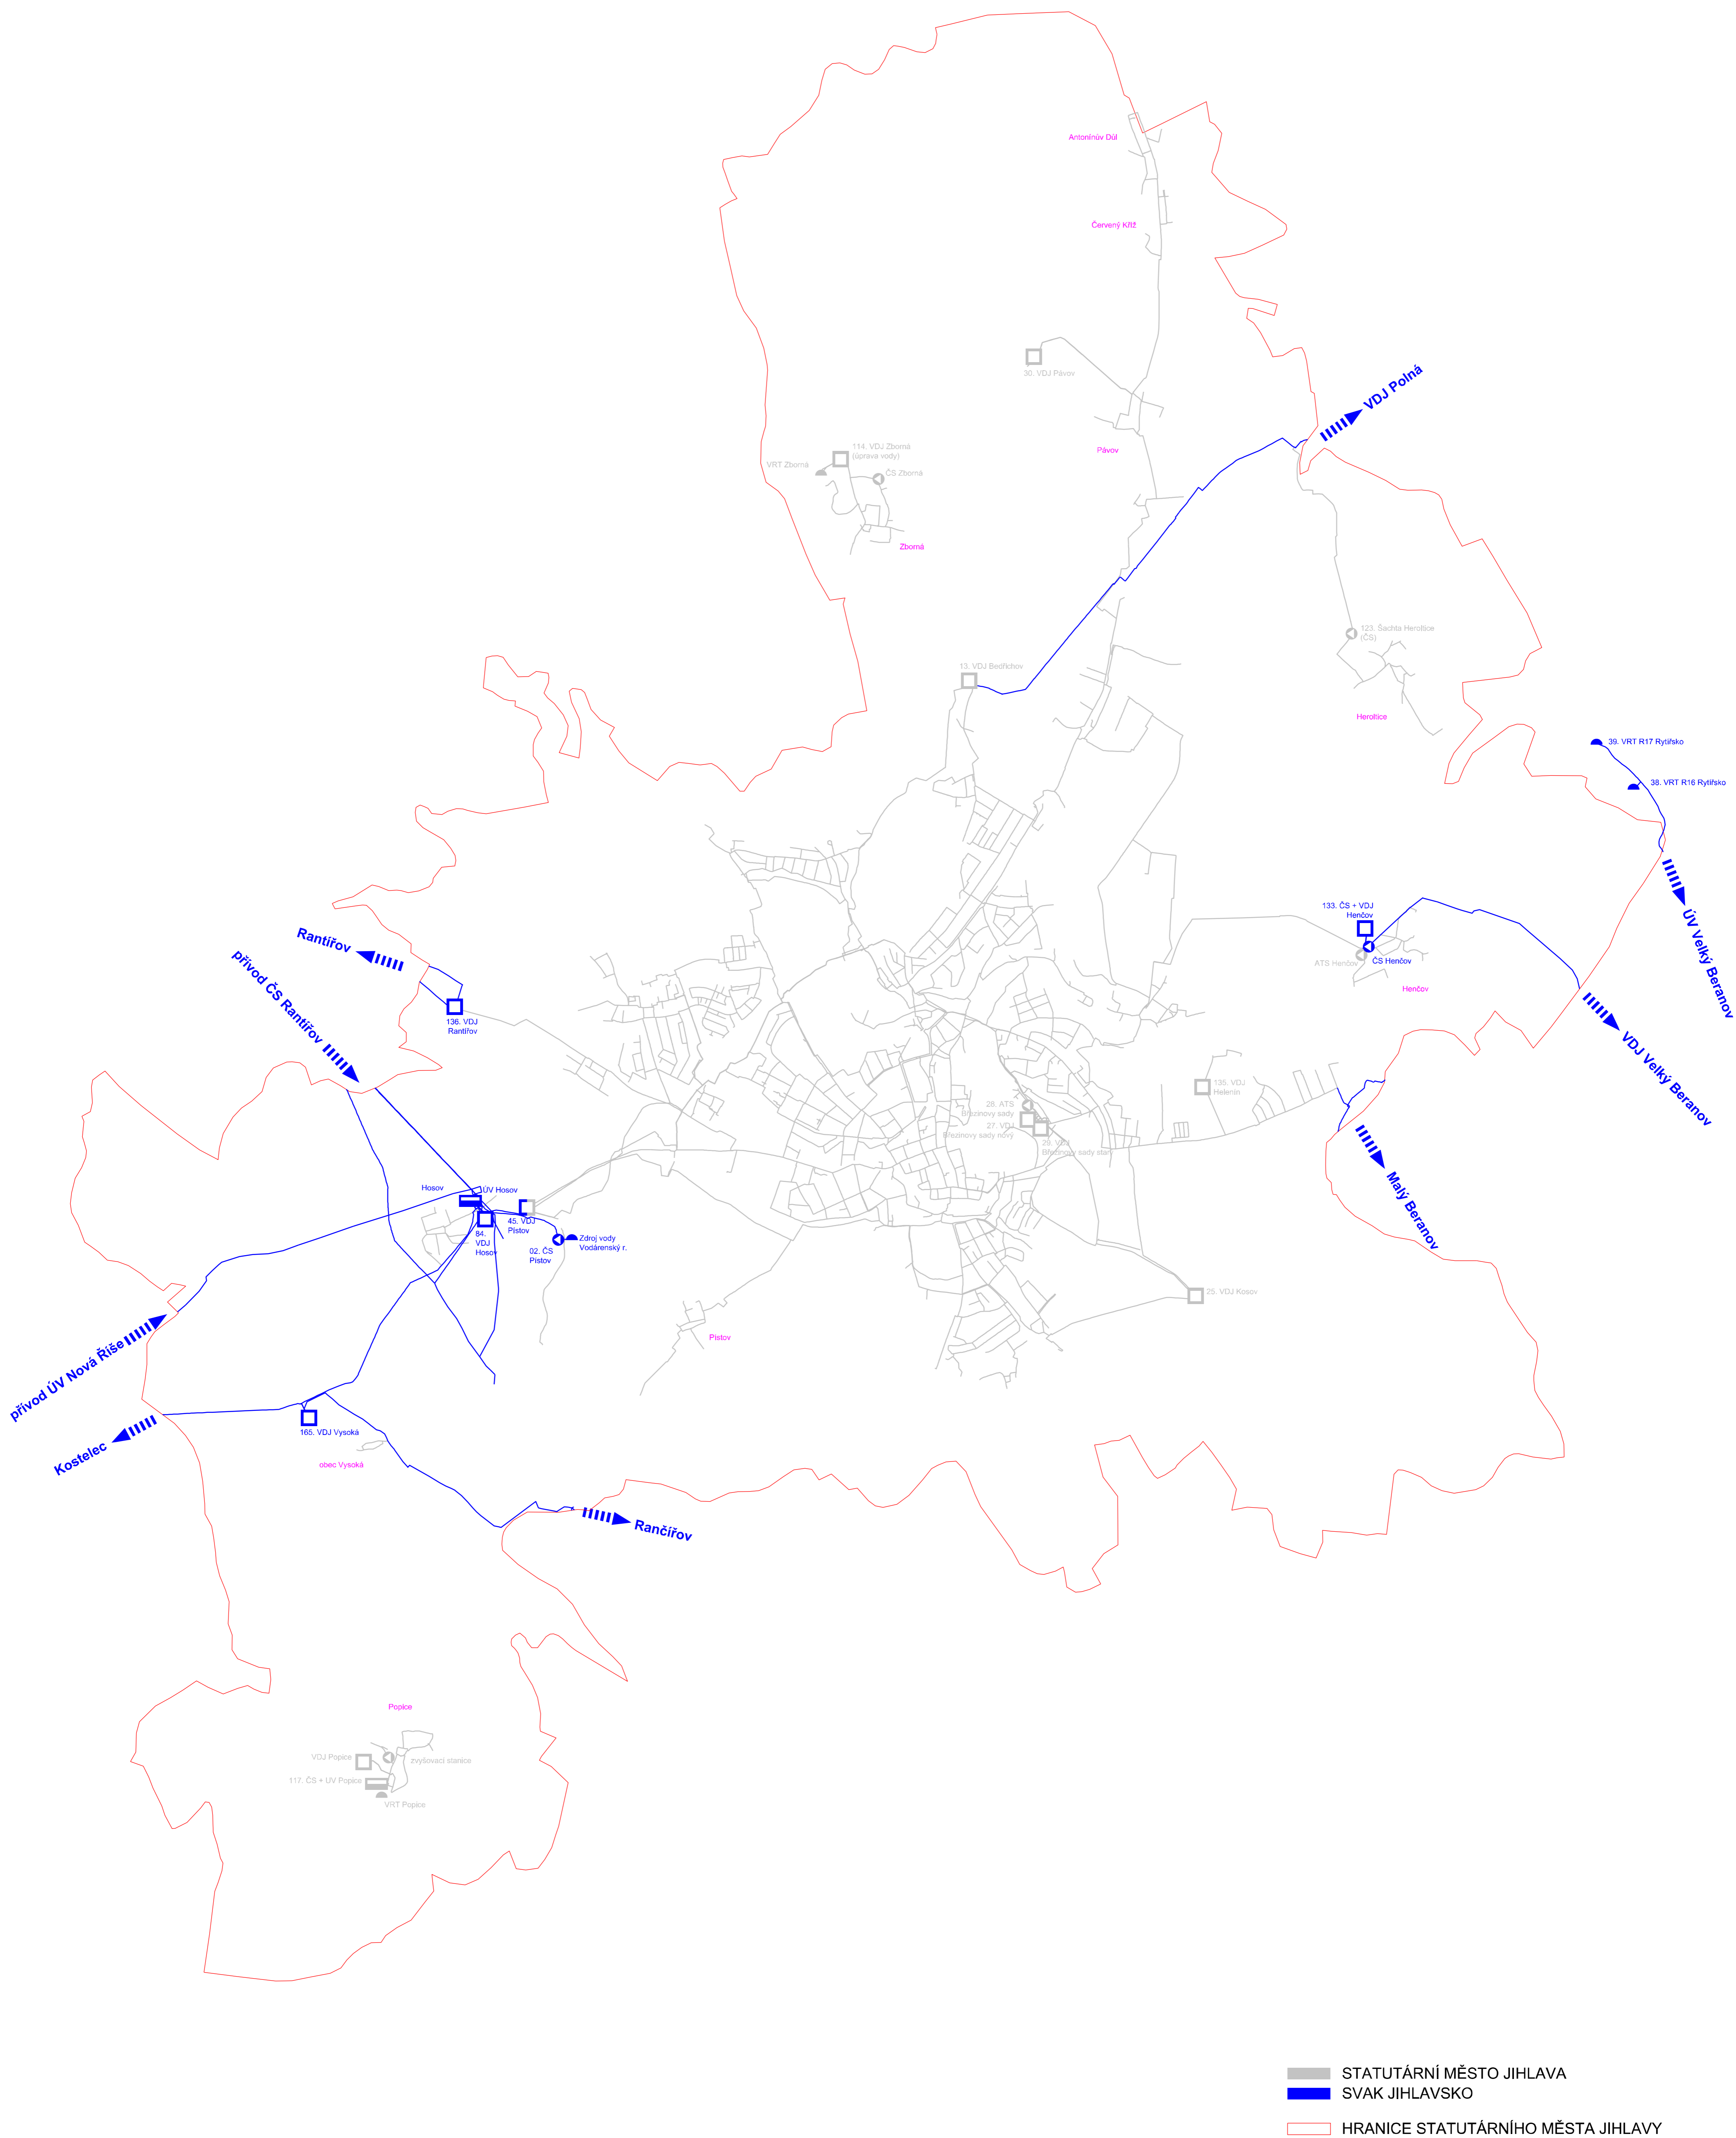 Antonínův Důl
Červený Kříž
30. VDJ Pávov
VDJ Polná
114. VDJ Zborná
(úprava vody)
VRT Zborná
ČS Zborná
Pávov
Zborná
123. Šachta Heroltice
(ČS)
13. VDJ Bedřichov
Heroltice
39. VRT R17 Rytířsko
38. VRT R16 Rytířsko
133. ČS + VDJ
Henčov
ÚV Velký Beranov
Rantířov
ATS Henčov
ČS Henčov
přívod ČS Rantířov
Henčov
136. VDJ
Rantířov
VDJ Velký Beranov
135. VDJ
Helenín
28. ATS
Březinovy sady
27. VDJ
Březinovy sady nový
29. VDJ
Březinovy sady starý
Hosov
ÚV Hosov
Malý Beranov
45. VDJ
Pístov
84.
VDJ
Hosov
02. ČS
Pístov
Zdroj vody
Vodárenský r.
25. VDJ Kosov
Pístov
přívod ÚV Nová Říše
165. VDJ Vysoká
Kostelec
obec Vysoká
Rančířov
Popice
VDJ Popice
zvyšovací stanice
117. ČS + UV Popice
VRT Popice
STATUTÁRNÍ MĚSTO JIHLAVA
SVAK JIHLAVSKO
HRANICE STATUTÁRNÍHO MĚSTA JIHLAVY